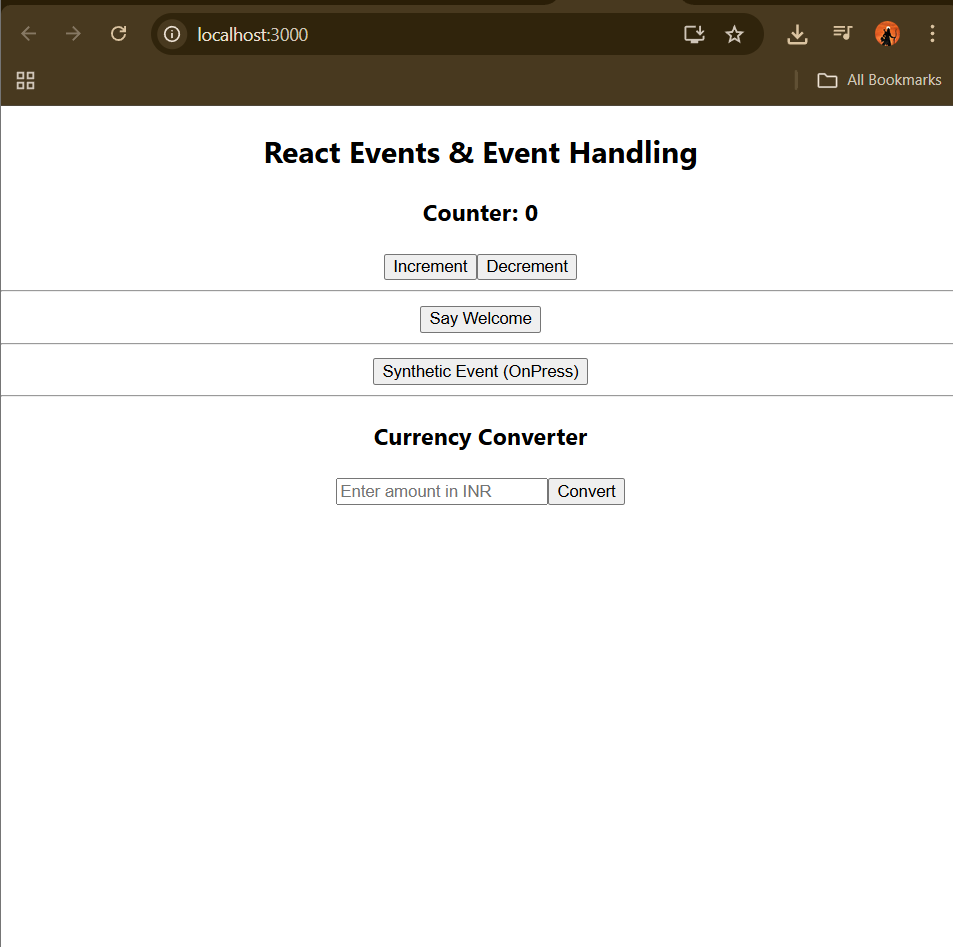 localhost:3000
All Bookmarks
React Events & Event Handling
Counter: 0
Increment Decrement
Say Welcome
Synthetic Event (OnPress)
Currency Converter
Enter amount in INR Convert